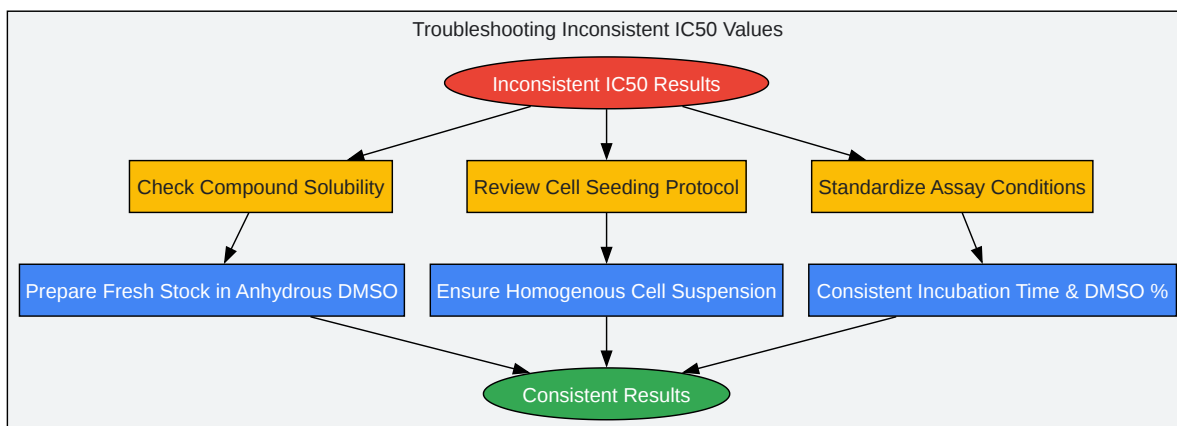 Troubleshooting Inconsistent IC50 Values
Inconsistent IC50 Results
Check Compound Solubility
Review Cell Seeding Protocol
Standardize Assay Conditions
Prepare Fresh Stock in Anhydrous DMSO
Ensure Homogenous Cell Suspension
Consistent Incubation Time & DMSO %
Consistent Results